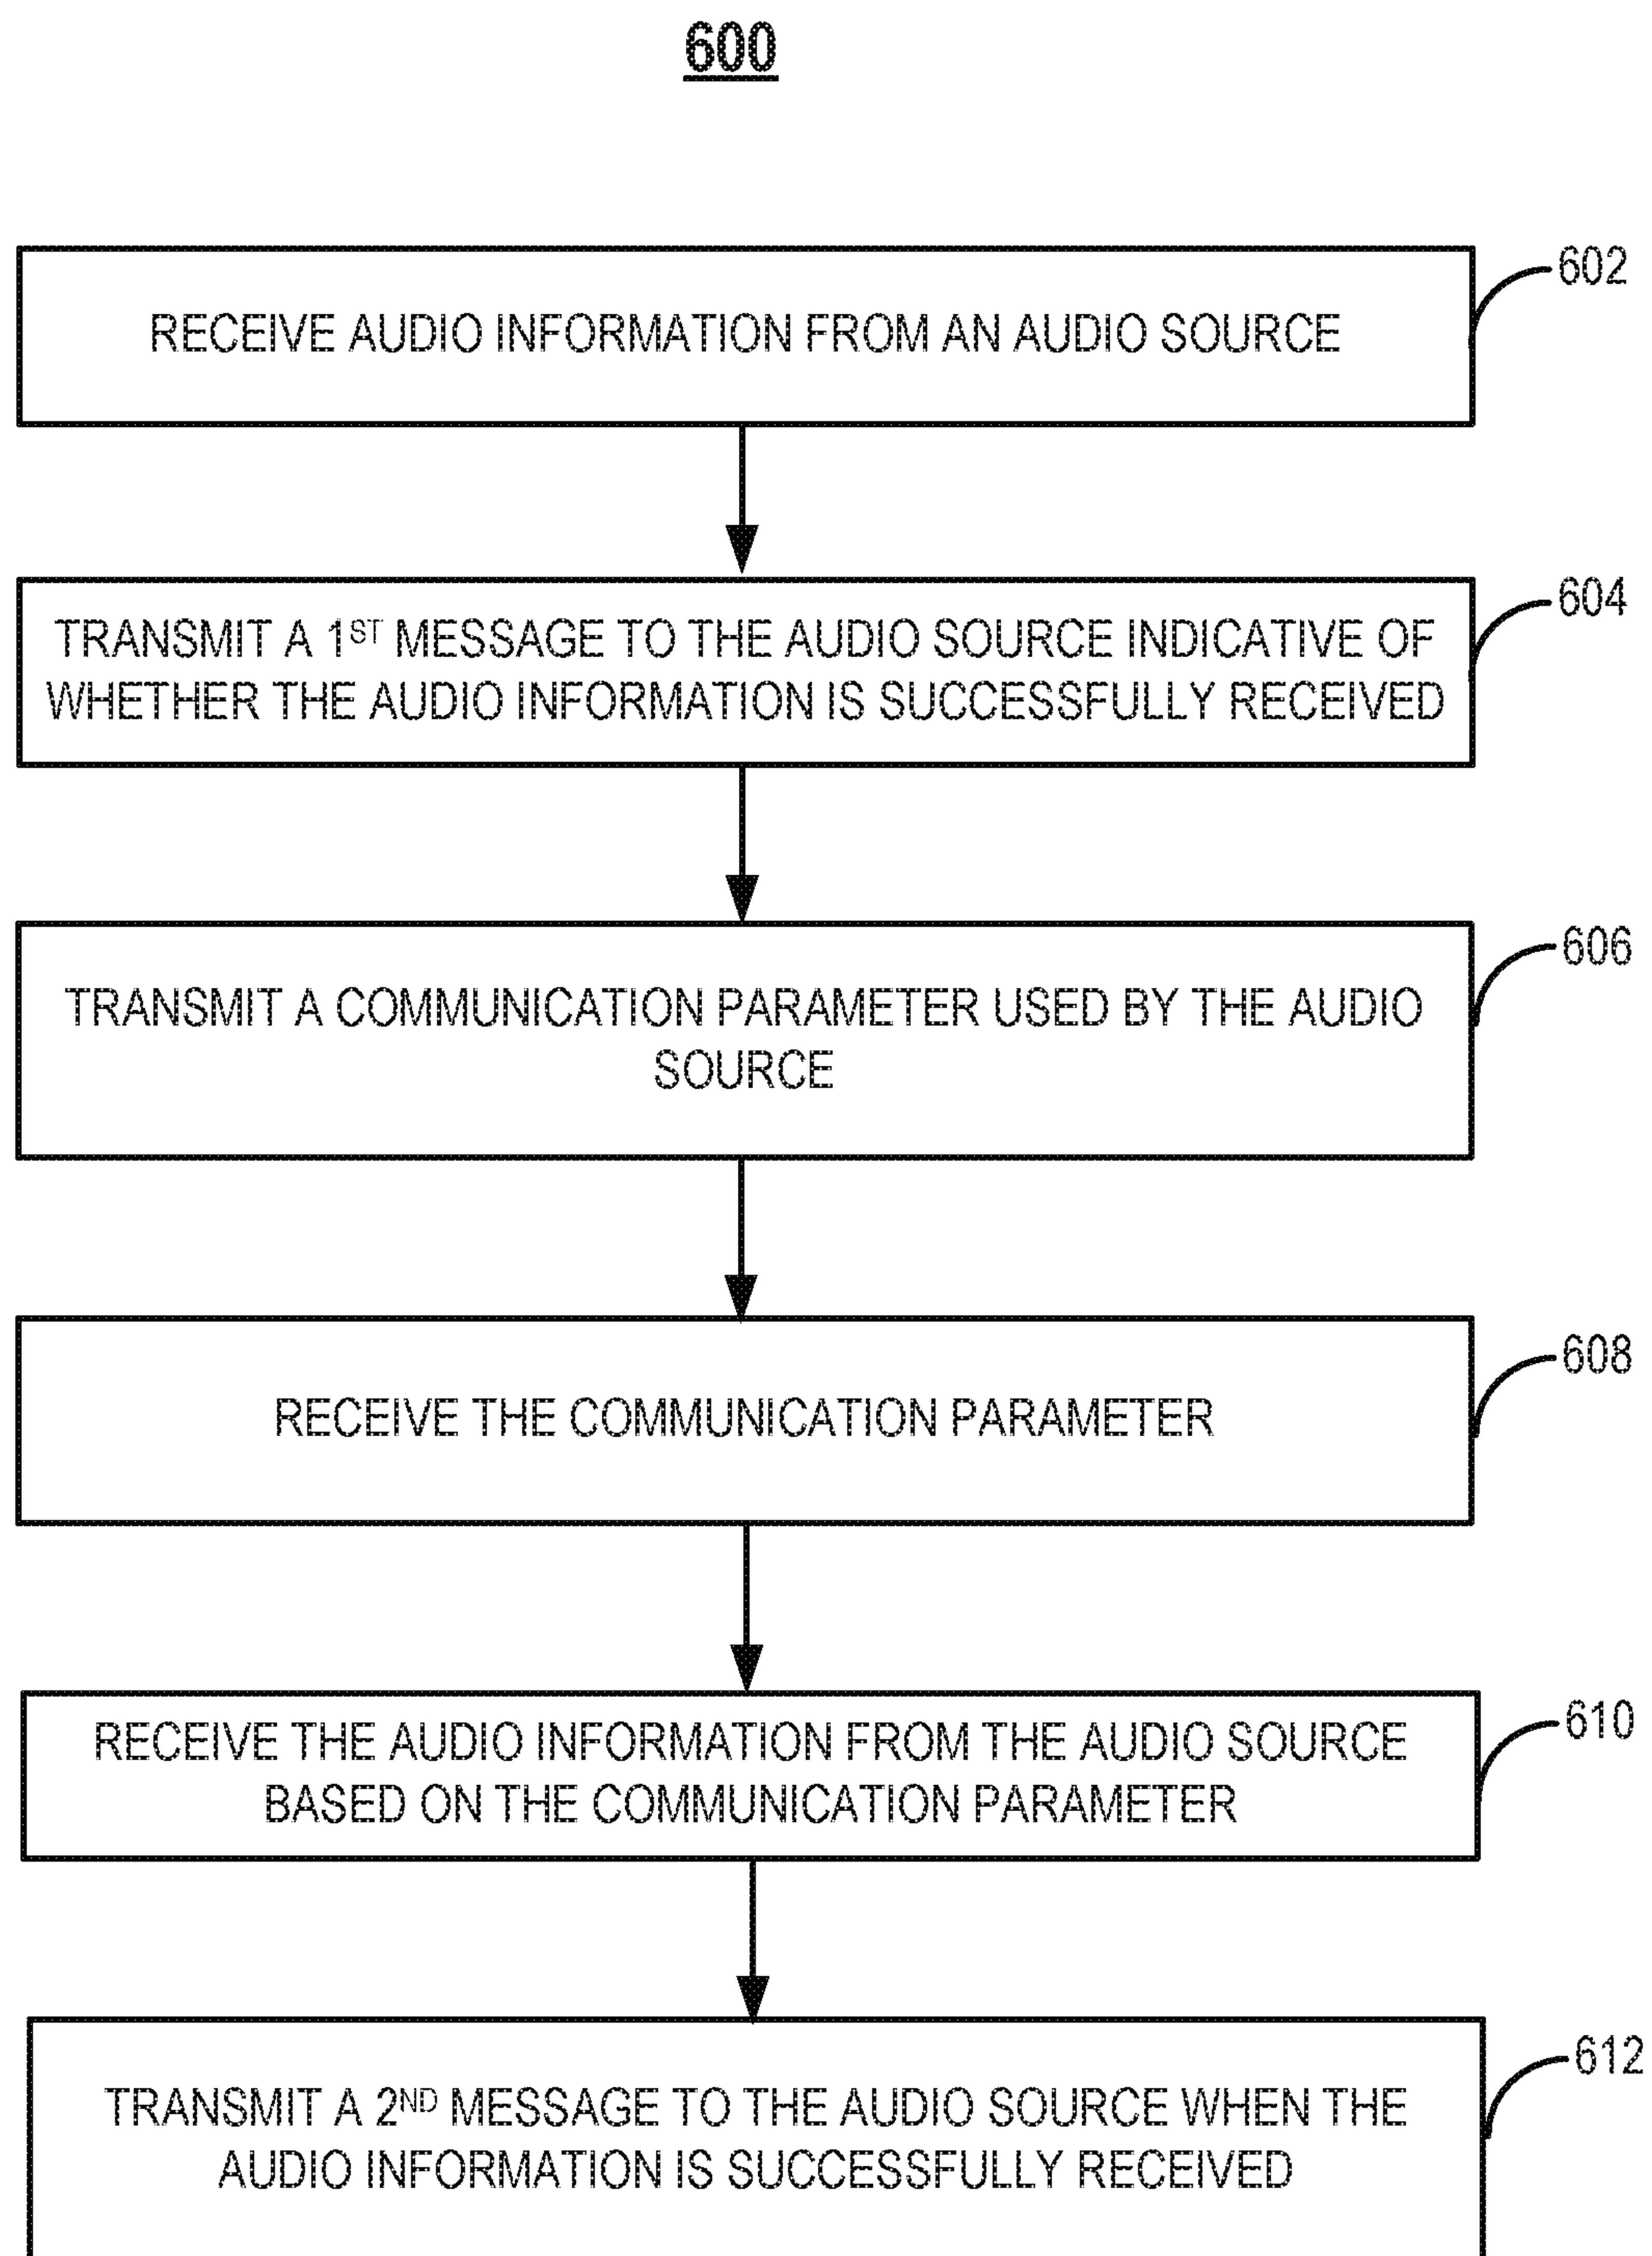 600
602
RECEIVE AUDIO INFORMATION FROM AN AUDIO SOURCE
604
TRANSMIT A 1ST MESSAGE TO THE AUDIO SOURCE INDICATIVE OF
WHETHER THE AUDIO INFORMATION IS SUCCESSFULLY RECEIVED
606
TRANSMIT A COMMUNICATION PARAMETER USED BY THE AUDIO
SOURCE
608
RECEIVE THE COMMUNICATION PARAMETER
610
RECEIVE THE AUDIO INFORMATION FROM THE AUDIO SOURCE
BASED ON THE COMMUNICATION PARAMETER
612
TRANSMIT A 2ND MESSAGE TO THE AUDIO SOURCE WHEN THE
AUDIO INFORMATION IS SUCCESSFULLY RECEIVED